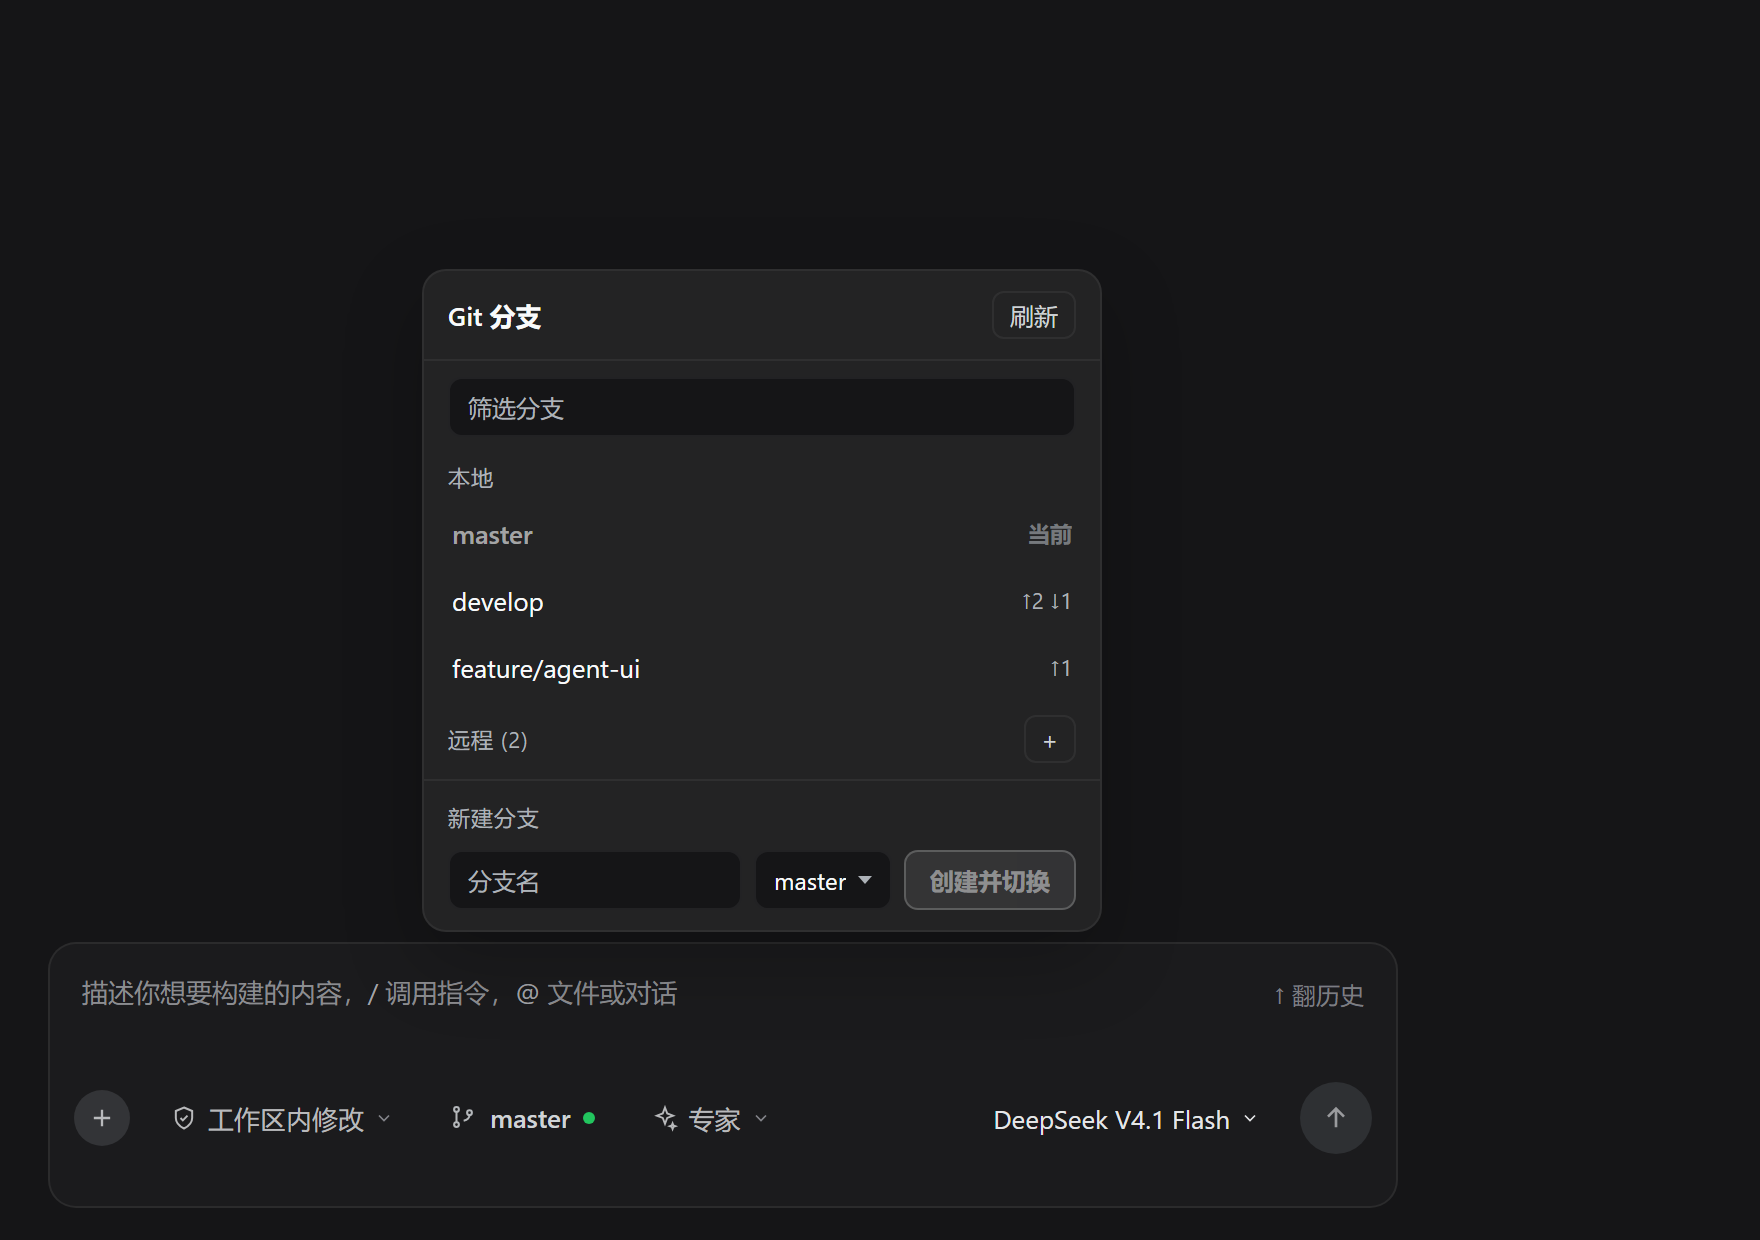 Git 分支 刷新
筛选分支
本地
master 当前
develop ↑2 ↓1
feature/agent-ui ↑1
远程 (2) +
新建分支
分支名 master 创建并切换
描述你想要构建的内容，/ 调用指令，@ 文件或对话 ↑ 翻历史
工作区内修改 master 专家 DeepSeek V4.1 Flash